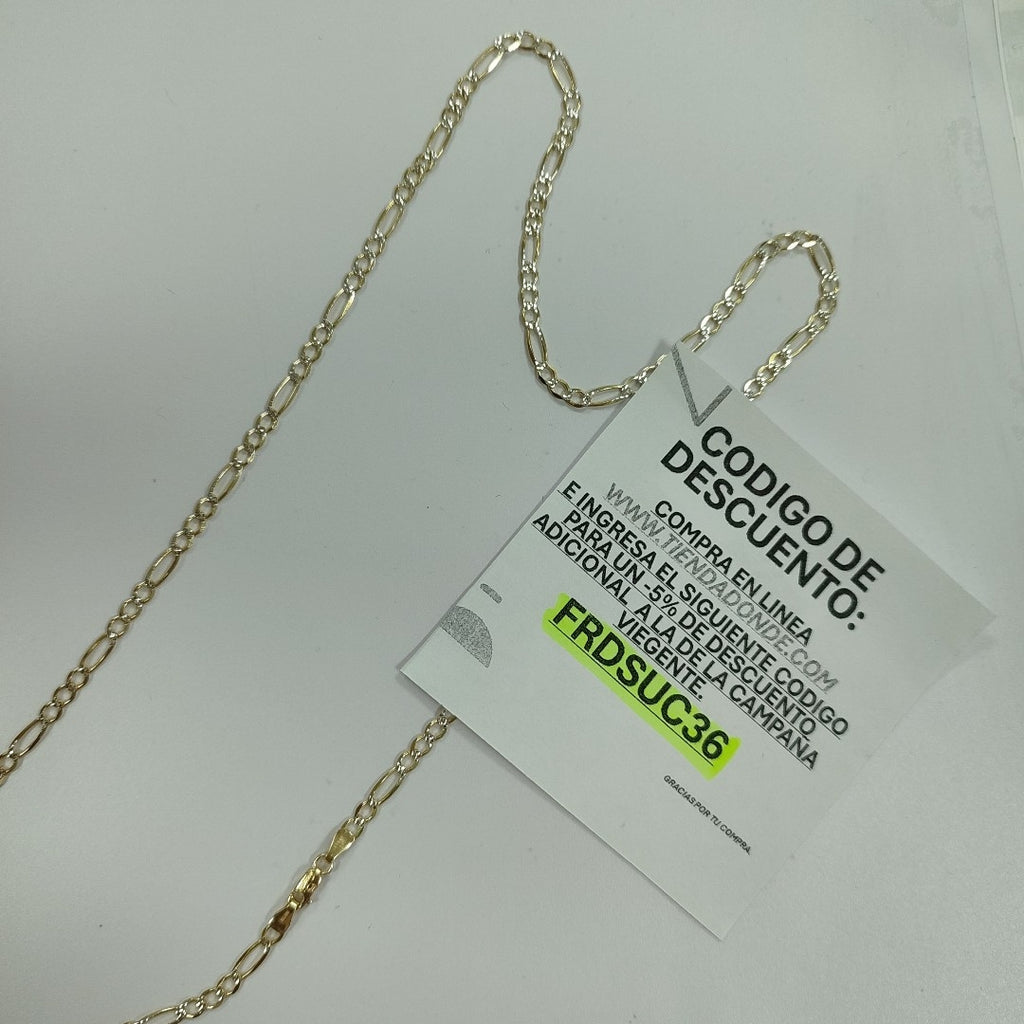 CODIGO DE
DESCUENTO:
COMPRA EN LINEA
WWW.TIENDADONDE.COM
E INGRESA EL SIGUIENTE CODIGO
PARA UN -5% DE DESCUENTO
ADICIONAL A LA DE LA CAMPAÑA
VIEGENTE.
FRDSUC36
GRACIAS POR TU COMPRA.